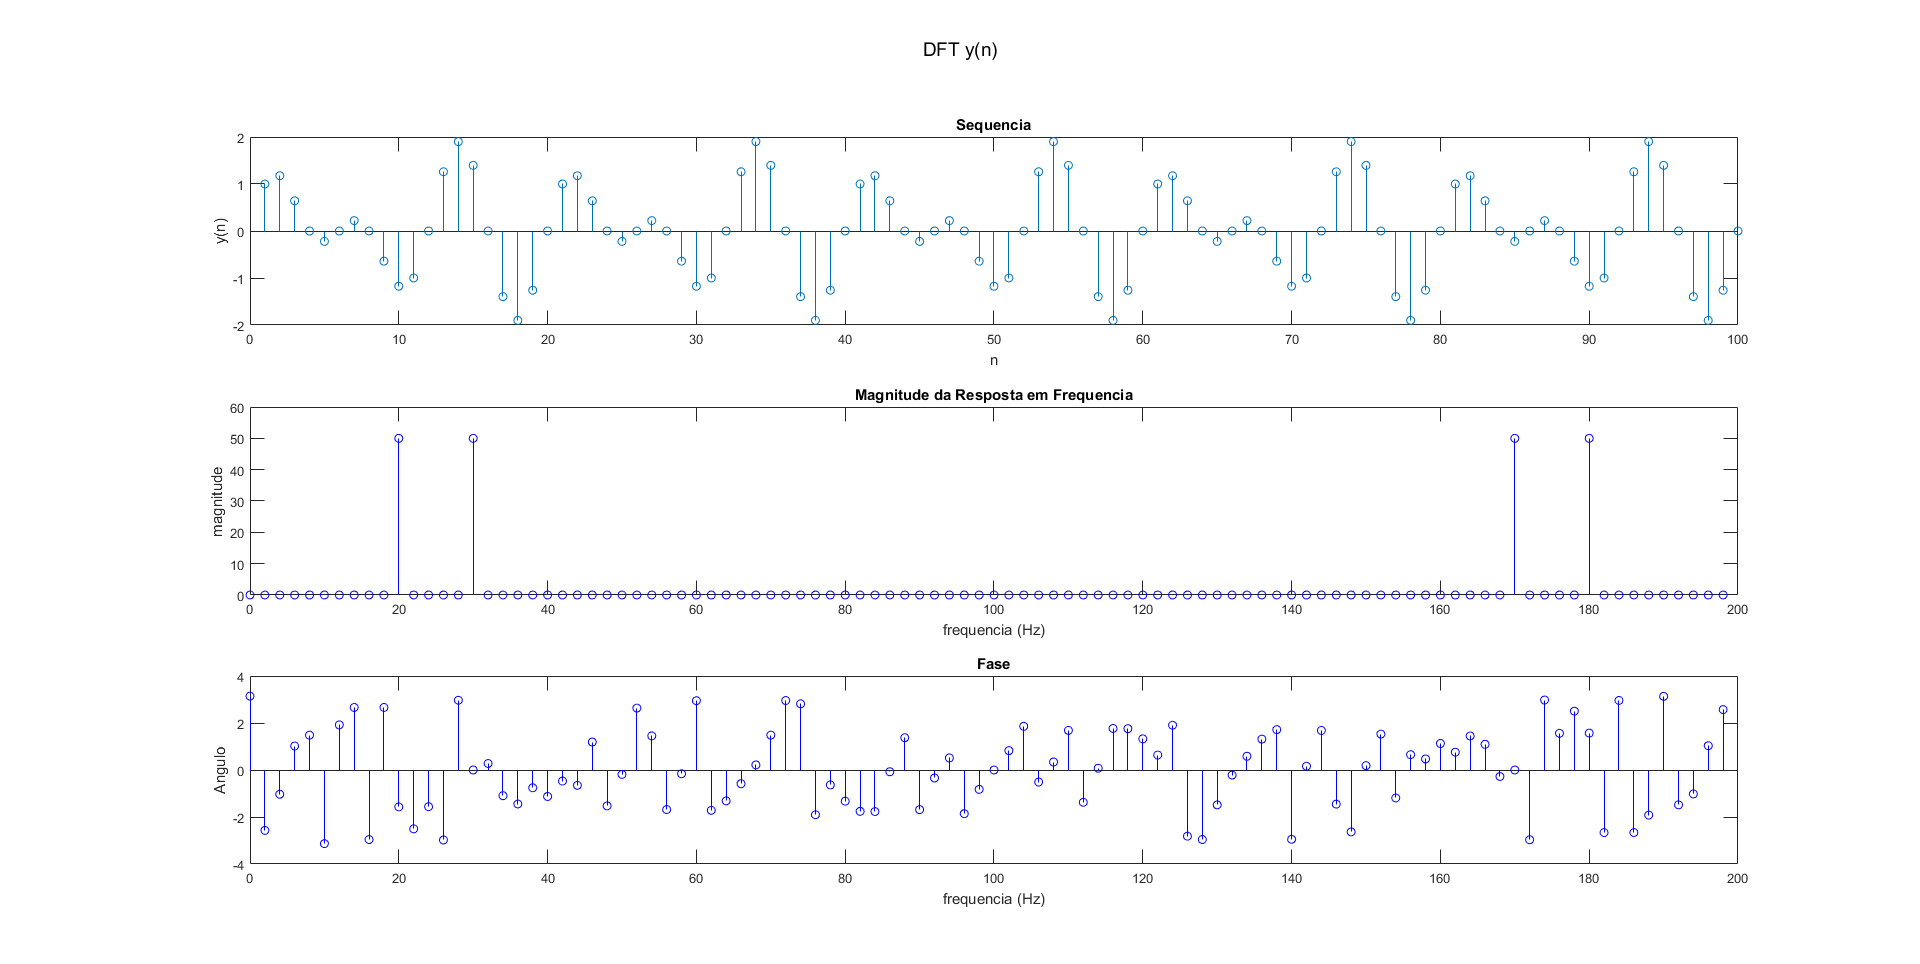 DFT y(n)
Sequencia
2
1
0
-1
-2
y(n)
0 10 20 30 40 50 60 70 80 90 100
n
Magnitude da Resposta em Frequencia
60
50
40
30
20
10
0
magnitude
0 20 40 60 80 100 120 140 160 180 200
frequencia (Hz)
Fase
4
2
0
-2
-4
Angulo
0 20 40 60 80 100 120 140 160 180 200
frequencia (Hz)